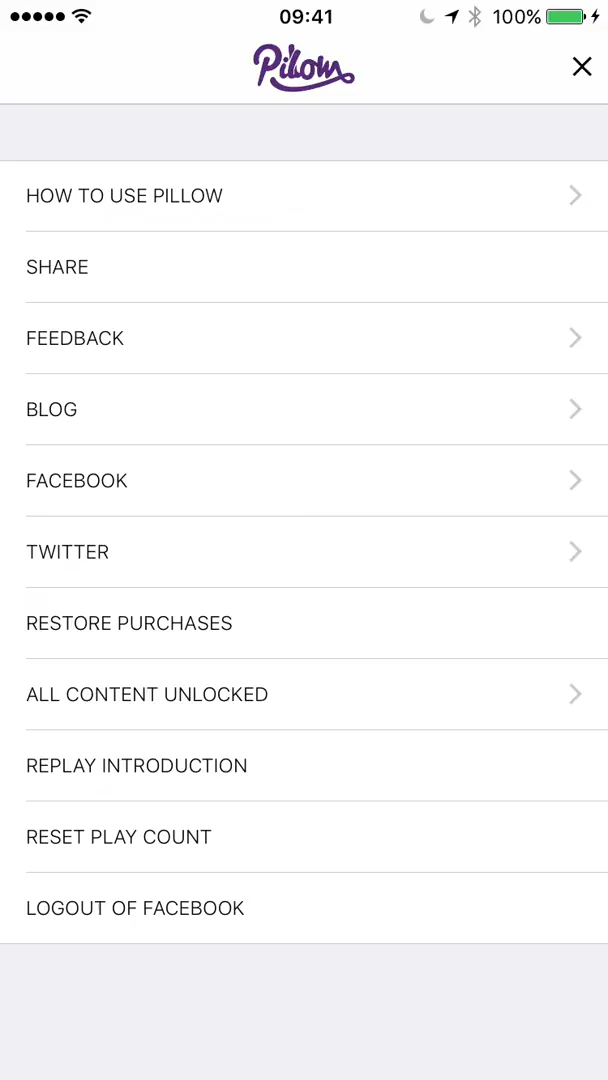 09:41
100%
Pillow
HOW TO USE PILLOW
SHARE
FEEDBACK
BLOG
FACEBOOK
TWITTER
RESTORE PURCHASES
ALL CONTENT UNLOCKED
REPLAY INTRODUCTION
RESET PLAY COUNT
LOGOUT OF FACEBOOK